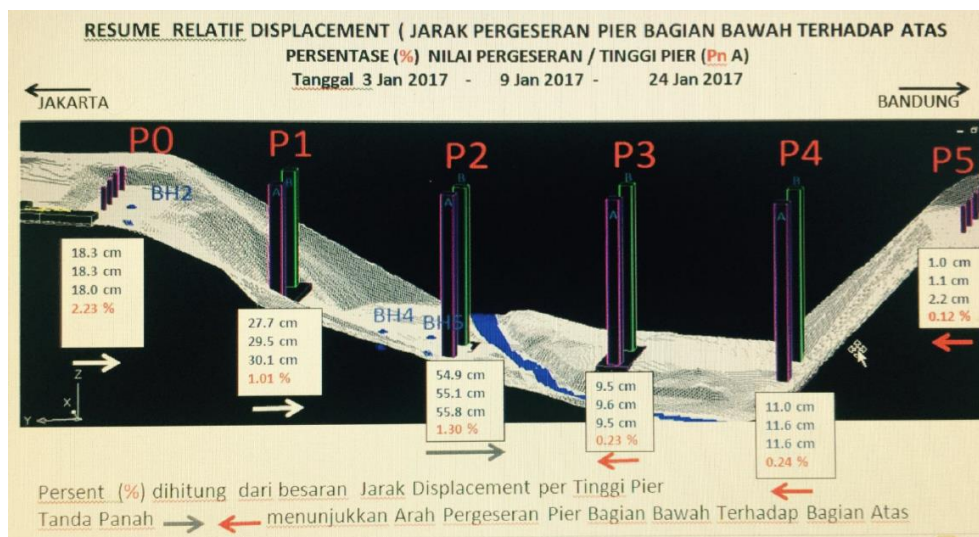 RESUME RELATIF DISPLACEMENT ( JARAK PERGESERAN PIER BAGIAN BAWAH TERHADAP ATAS
PERSENTASE (%) NILAI PERGESERAN / TINGGI PIER (Pn A)
Tanggal 3 Jan 2017 - 9 Jan 2017 - 24 Jan 2017
JAKARTA
BANDUNG
P0
P1
P2
P3
P4
P5
BH2
A
B
A
B
A
B
A
B
BH4
BH5
18.3 cm
18.3 cm
18.0 cm
2.23 %
27.7 cm
29.5 cm
30.1 cm
1.01 %
54.9 cm
55.1 cm
55.8 cm
1.30 %
9.5 cm
9.6 cm
9.5 cm
0.23 %
11.0 cm
11.6 cm
11.6 cm
0.24 %
1.0 cm
1.1 cm
2.2 cm
0.12 %
Z
X
Y
Persent (%) dihitung dari besaran Jarak Displacement per Tinggi Pier
Tanda Panah menunjukkan Arah Pergeseran Pier Bagian Bawah Terhadap Bagian Atas